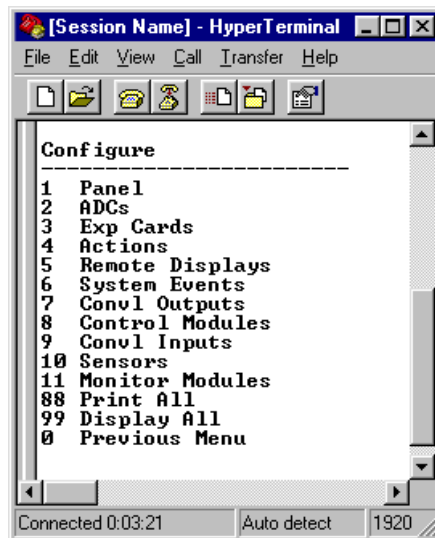 [Session Name] - HyperTerminal
File Edit View Call Transfer Help
Configure
------------------------
1 Panel
2 ADCs
3 Exp Cards
4 Actions
5 Remote Displays
6 System Events
7 Convl Outputs
8 Control Modules
9 Convl Inputs
10 Sensors
11 Monitor Modules
88 Print All
99 Display All
0 Previous Menu
Connected 0:03:21 Auto detect 1920